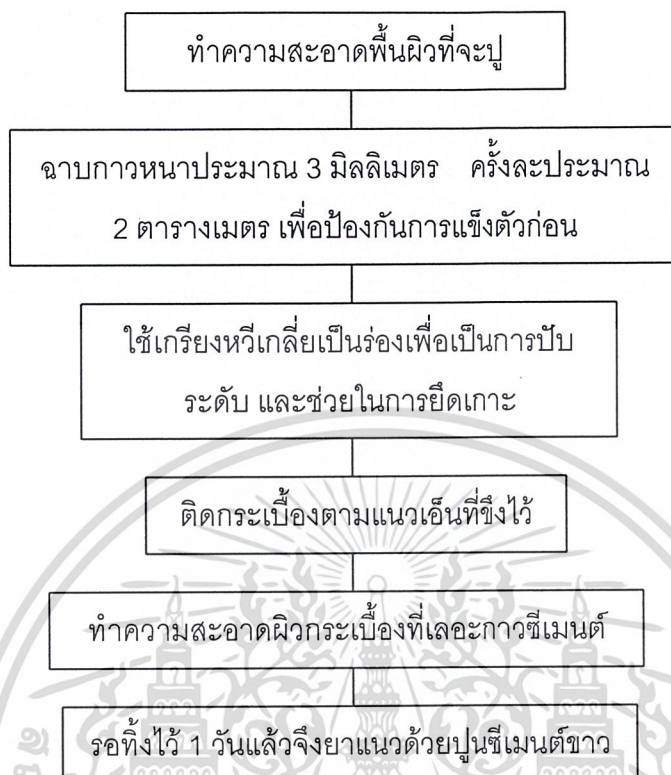 ทำความสะอาดพื้นผิวที่จะปู
ฉาบกาวหนาประมาณ 3 มิลลิเมตร ครั้งละประมาณ
2 ตารางเมตร เพื่อป้องกันการแข็งตัวก่อน
ใช้เกรียงหวีเกลี่ยเป็นร่องเพื่อเป็นการปับ
ระดับ และช่วยในการยึดเกาะ
ติดกระเบื้องตามแนวเอ็นที่ขึงไว้
ทำความสะอาดผิวกระเบื้องที่เลอะกาวซีเมนต์
รอทิ้งไว้ 1 วันแล้วจึงยาแนวด้วยปูนซีเมนต์ขาว